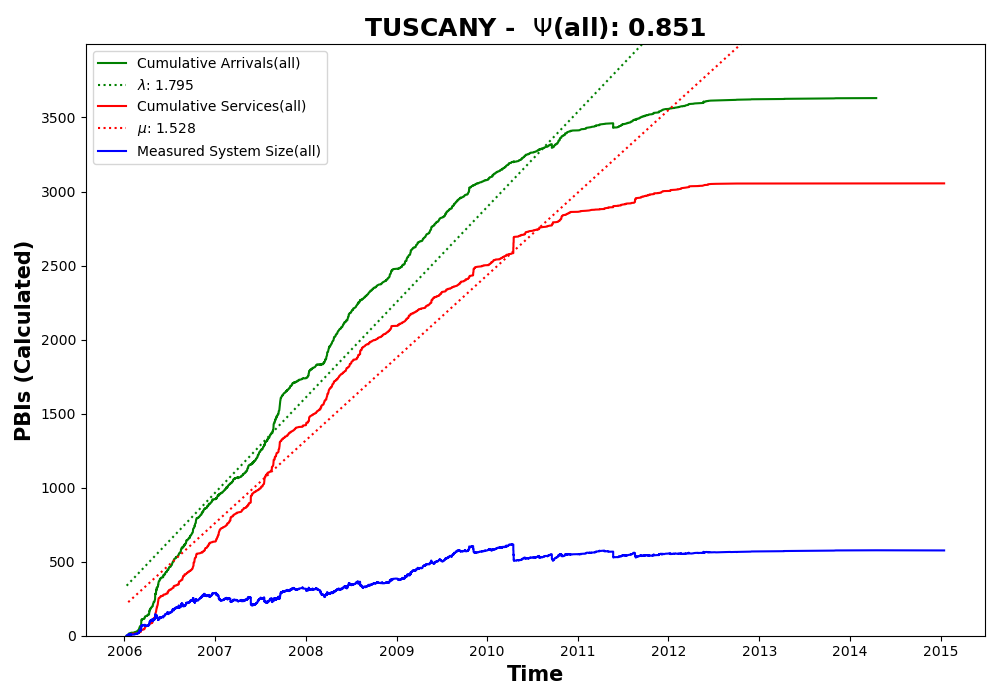 TUSCANY - Ψ(all): 0.851
Cumulative Arrivals(all)
λ: 1.795
Cumulative Services(all)
μ: 1.528
Measured System Size(all)
PBIs (Calculated)
3500
3000
2500
2000
1500
1000
500
0
2006 2007 2008 2009 2010 2011 2012 2013 2014 2015
Time